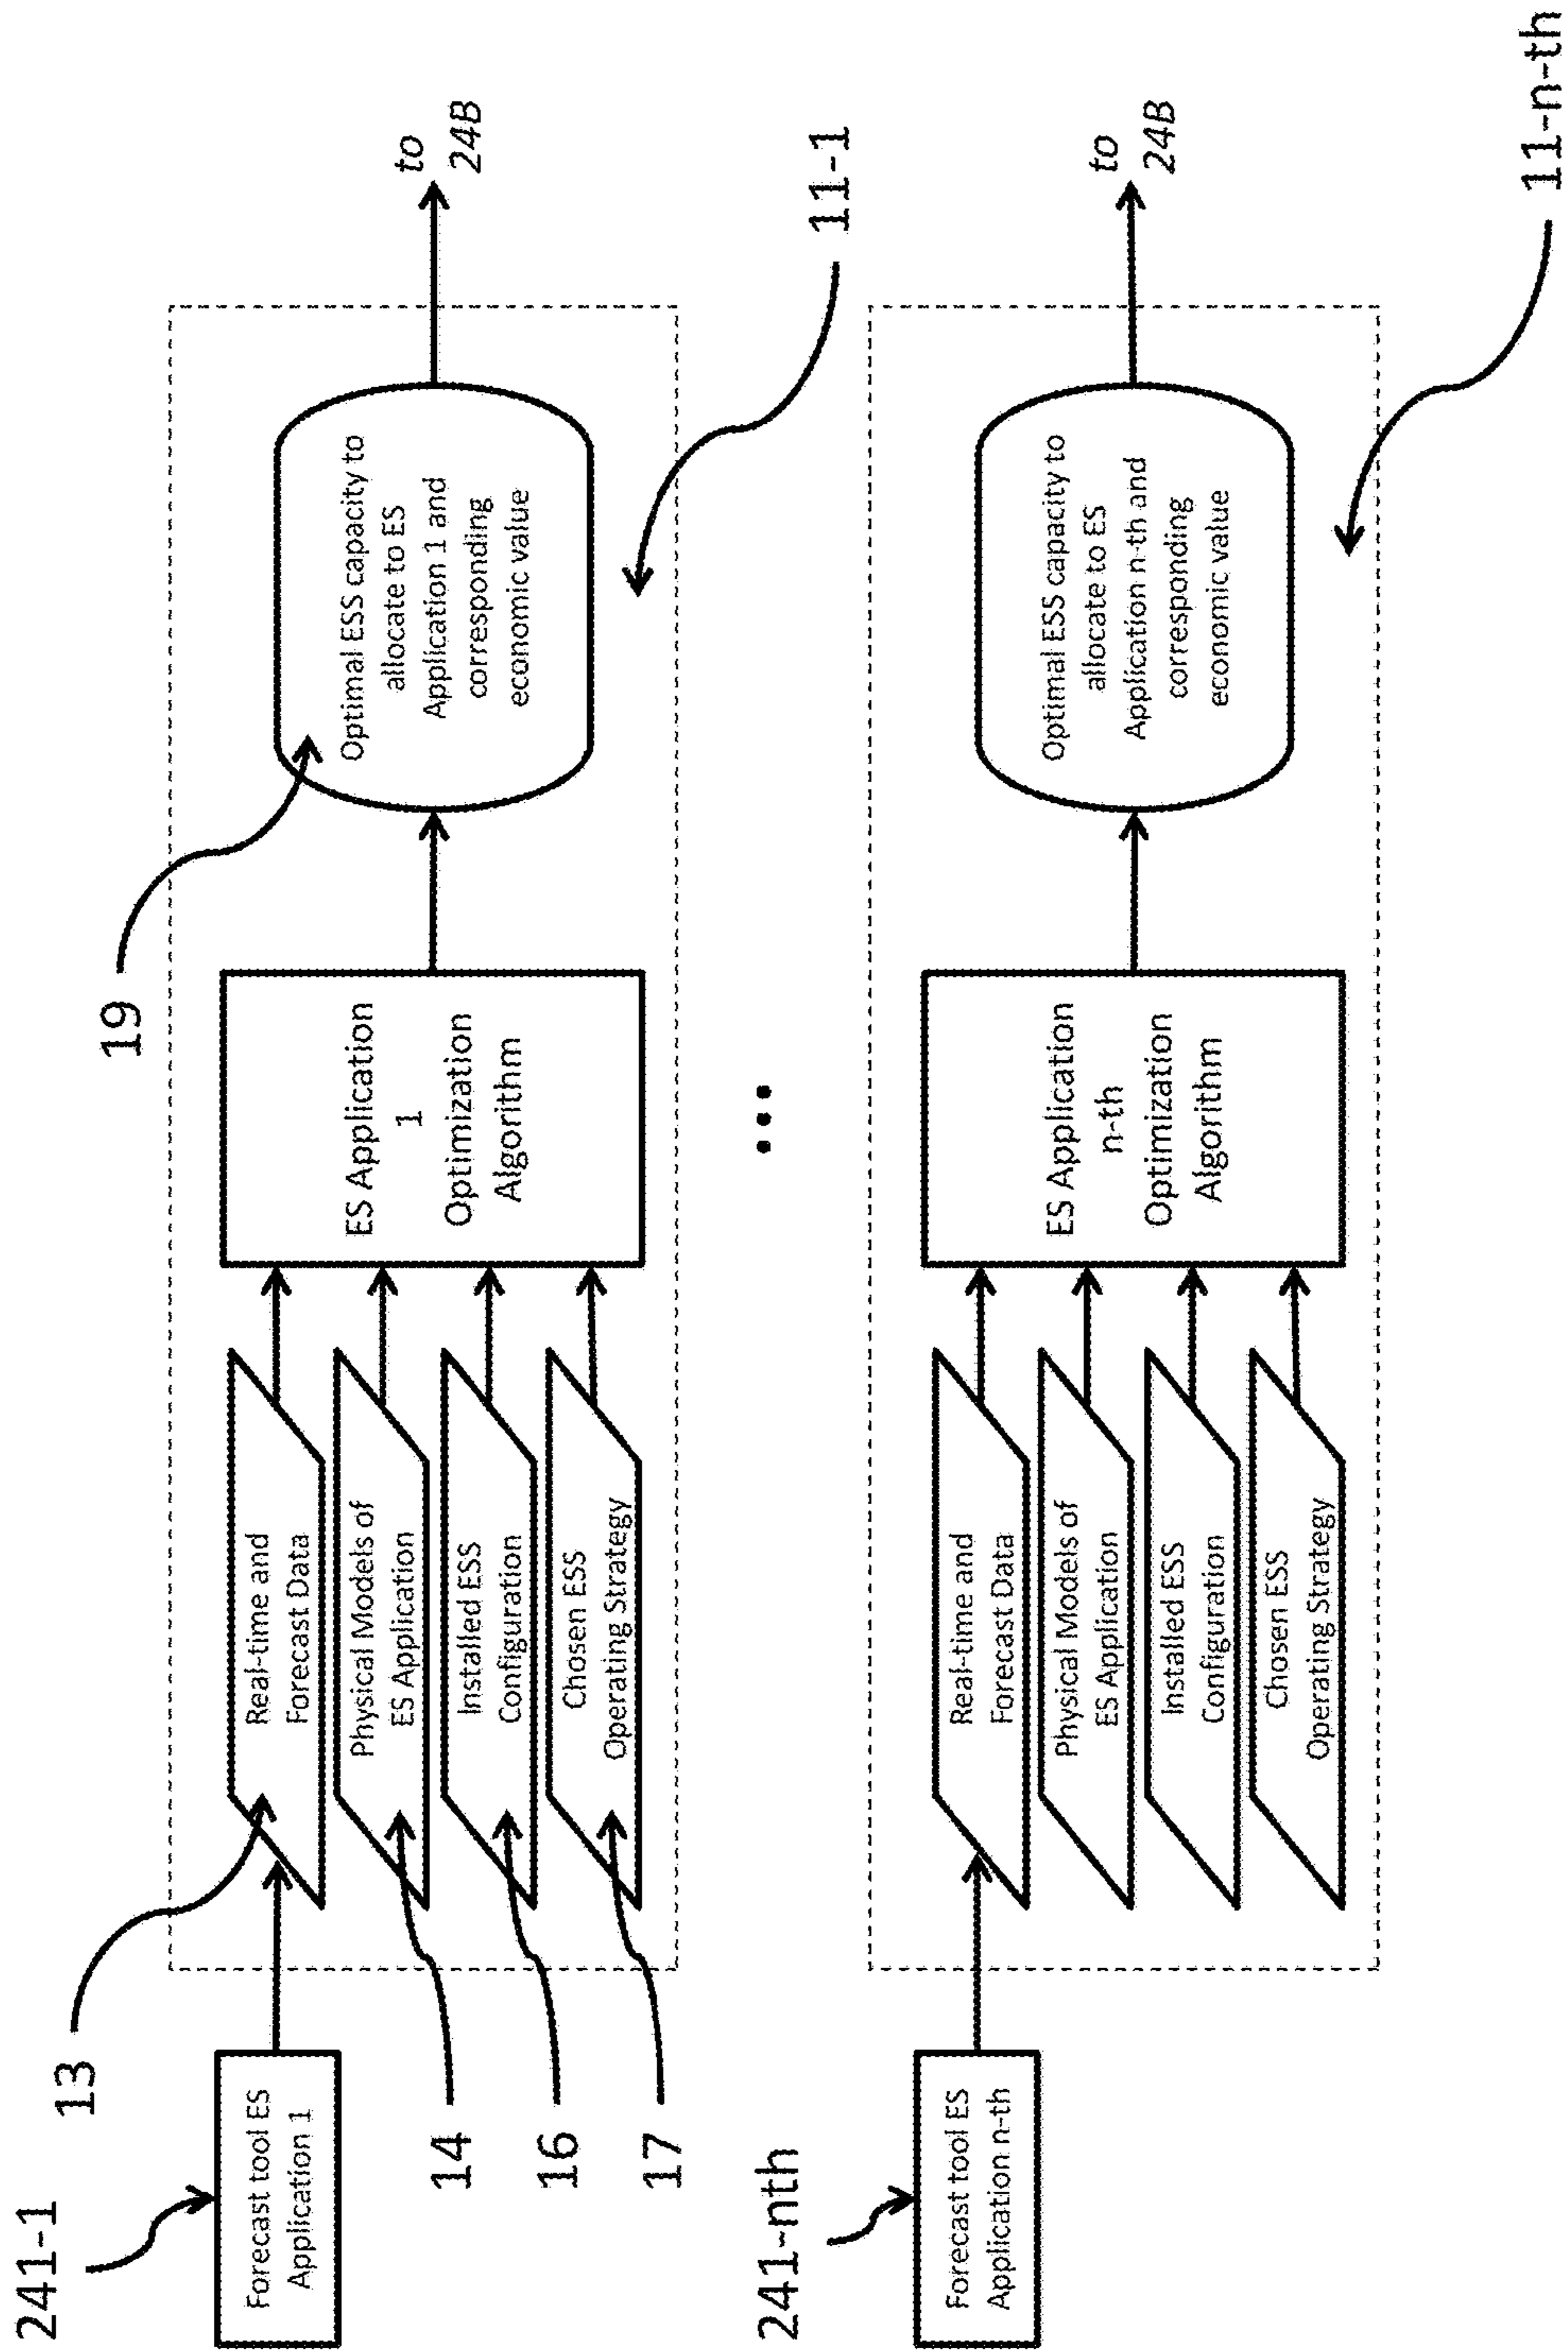 241-1
13
19
Forecast tool ES
Application 1
Real-time and
Forecast Data
Physical Models of
ES Application
Installed ESS
Configuration
Chosen ESS
Operating Strategy
14
16
17
ES Application
1
Optimization
Algorithm
Optimal ESS capacity to
allocate to ES
Application 1 and
corresponding
economic value
to
24B
11-1
...
241-nth
Forecast tool ES
Application n-th
Real-time and
Forecast Data
Physical Models of
ES Application
Installed ESS
Configuration
Chosen ESS
Operating Strategy
ES Application
n-th
Optimization
Algorithm
Optimal ESS capacity to
allocate to ES
Application n-th and
corresponding
economic value
to
24B
11-n-th